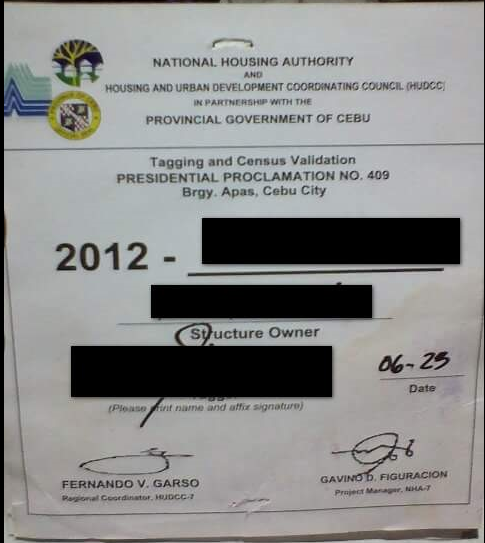 NATIONAL HOUSING AUTHORITY
AND
HOUSING AND URBAN DEVELOPMENT COORDINATING COUNCIL (HUDCC)
IN PARTNERSHIP WITH THE
PROVINCIAL GOVERNMENT OF CEBU
Tagging and Census Validation
PRESIDENTIAL PROCLAMATION NO. 409
Brgy. Apas, Cebu City
2012 -
Structure Owner
06-25
Date
(Please print name and affix signature)
FERNANDO V. GARSO
Regional Coordinator, HUDCC-7
GAVINO D. FIGURACION
Project Manager, NHA-7